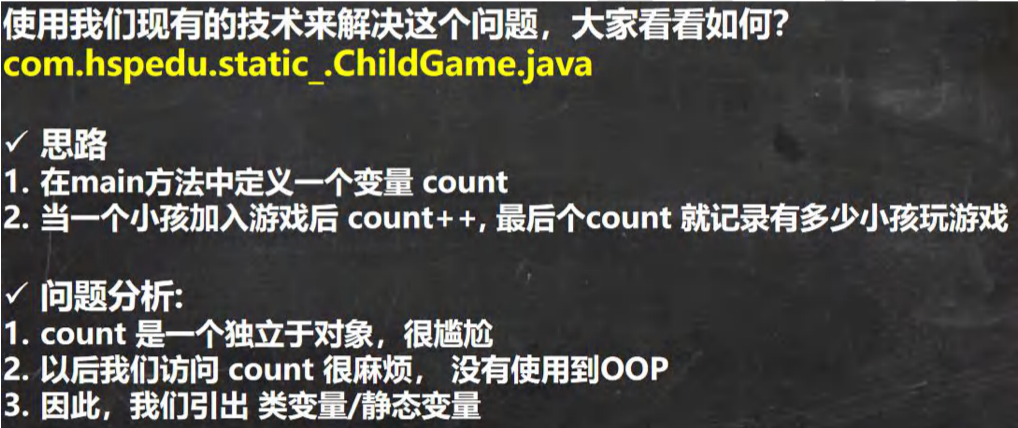 使用我们现有的技术来解决这个问题，大家看看如何？
com.hspedu.static_.ChildGame.java
✓ 思路
1. 在main方法中定义一个变量 count
2. 当一个小孩加入游戏后 count++, 最后个count 就记录有多少小孩玩游戏
✓ 问题分析:
1. count 是一个独立于对象，很尴尬
2. 以后我们访问 count 很麻烦， 没有使用到OOP
3. 因此，我们引出 类变量/静态变量